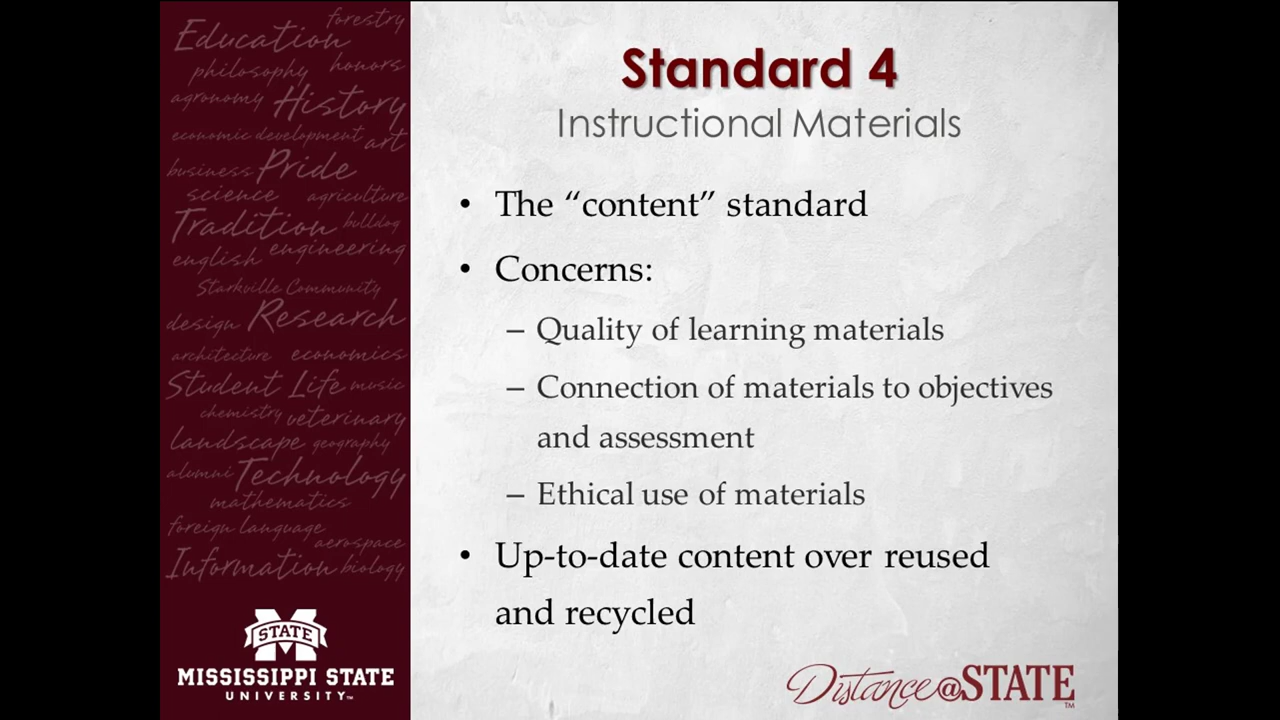 forestry
Education
philosophy honors
agronomy History
economic development art
business Pride
science agriculture
Tradition bulldog
english engineering
Starkville Community
design Research
architecture economics
Student Life music
chemistry veterinary
landscape geography
alumni Technology
mathematics
foreign language
aerospace
Information biology
STATE
MISSISSIPPI STATE
UNIVERSITY™
Standard 4
Instructional Materials
• The “content” standard
• Concerns:
– Quality of learning materials
– Connection of materials to objectives
and assessment
– Ethical use of materials
• Up-to-date content over reused
and recycled
Distance@STATE™